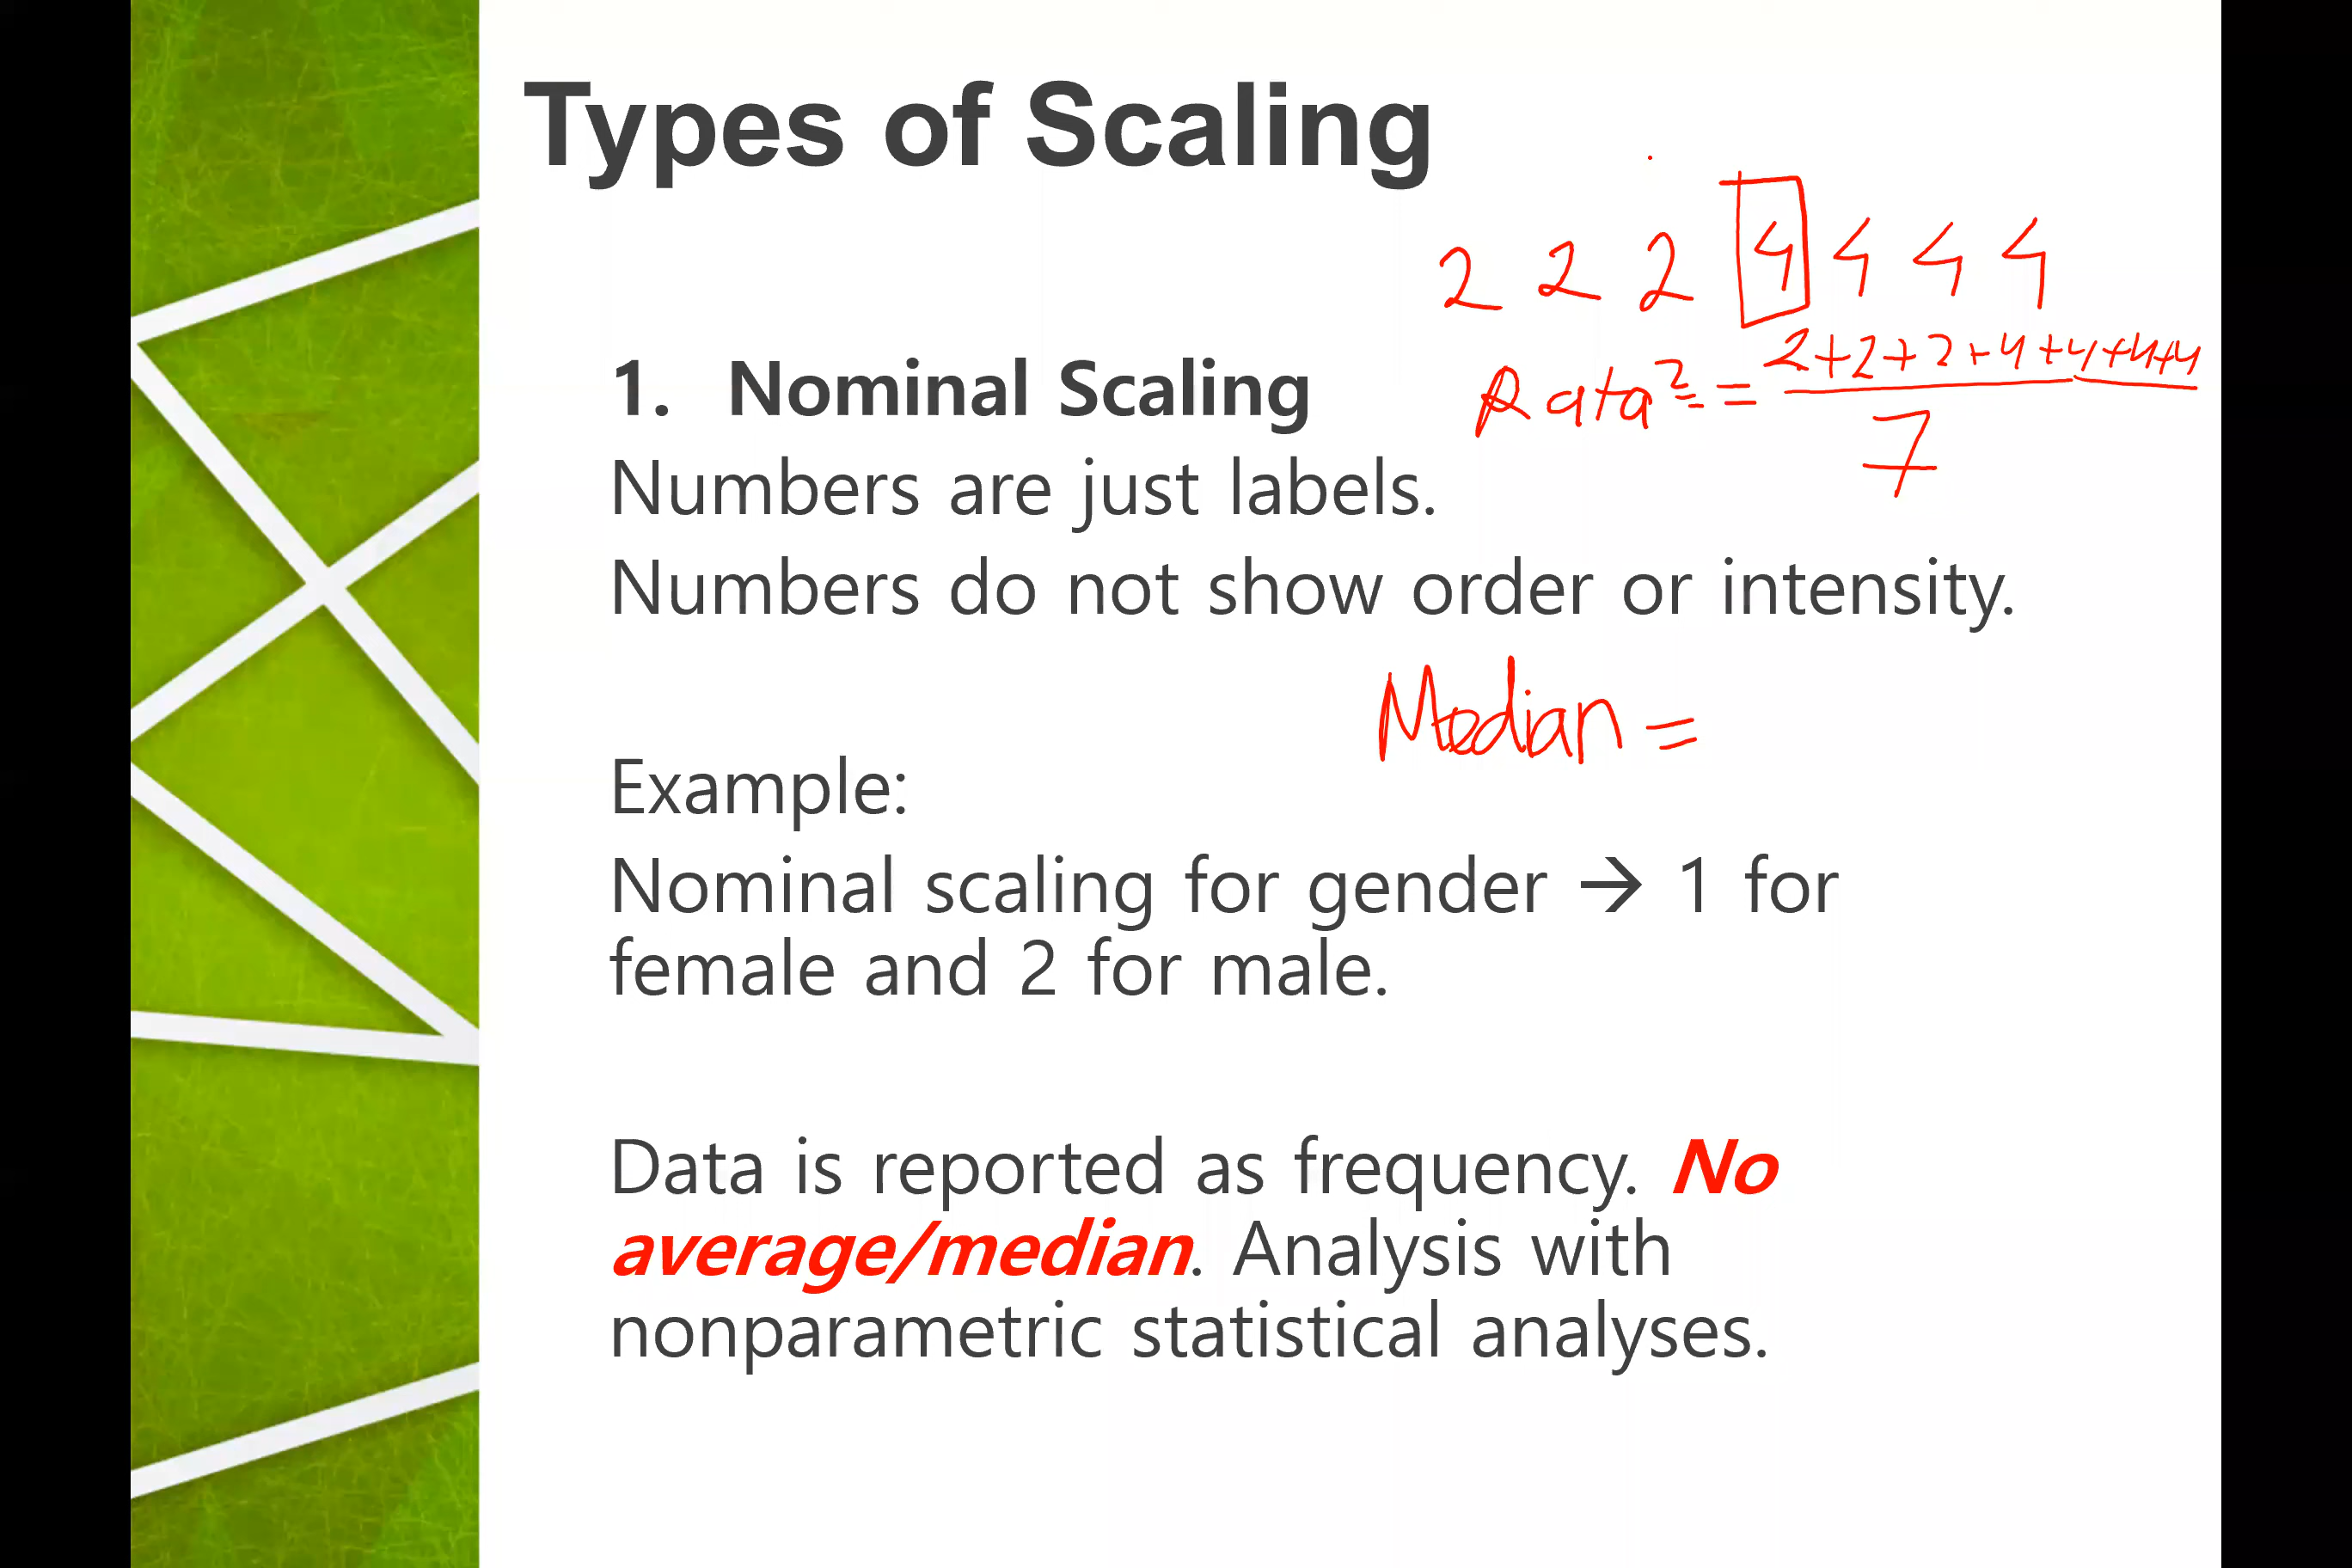 Types of Scaling
2 2 2 4 4 4 4
1. Nominal Scaling
Rata² = 2+2+2+4+4+4+4
7
Numbers are just labels.
Numbers do not show order or intensity.
Median =
Example:
Nominal scaling for gender → 1 for
female and 2 for male.
Data is reported as frequency. No
average/median. Analysis with
nonparametric statistical analyses.